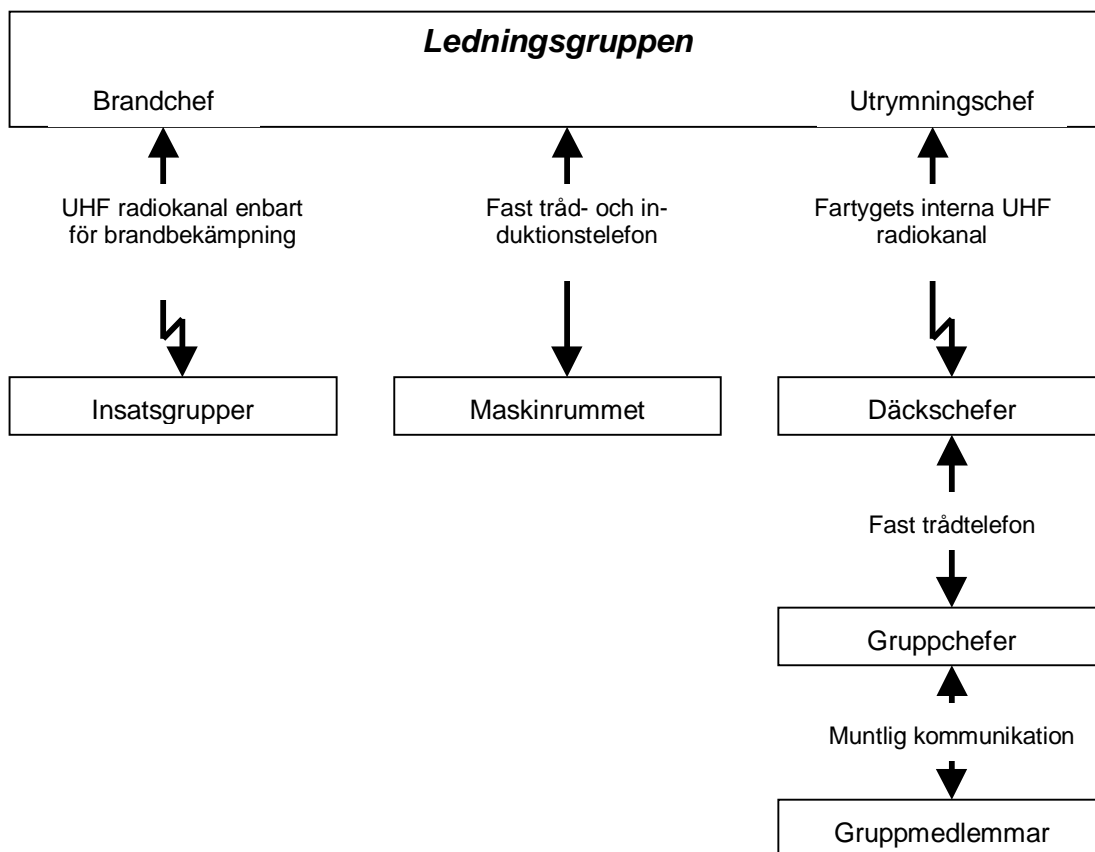 Ledningsgruppen
Brandchef
Utrymningschef
UHF radiokanal enbart
för brandbekämpning
Fast tråd- och in-
duktionstelefon
Fartygets interna UHF
radiokanal
Insatsgrupper
Maskinrummet
Däckschefer
Fast trådtelefon
Gruppchefer
Muntlig kommunikation
Gruppmedlemmar